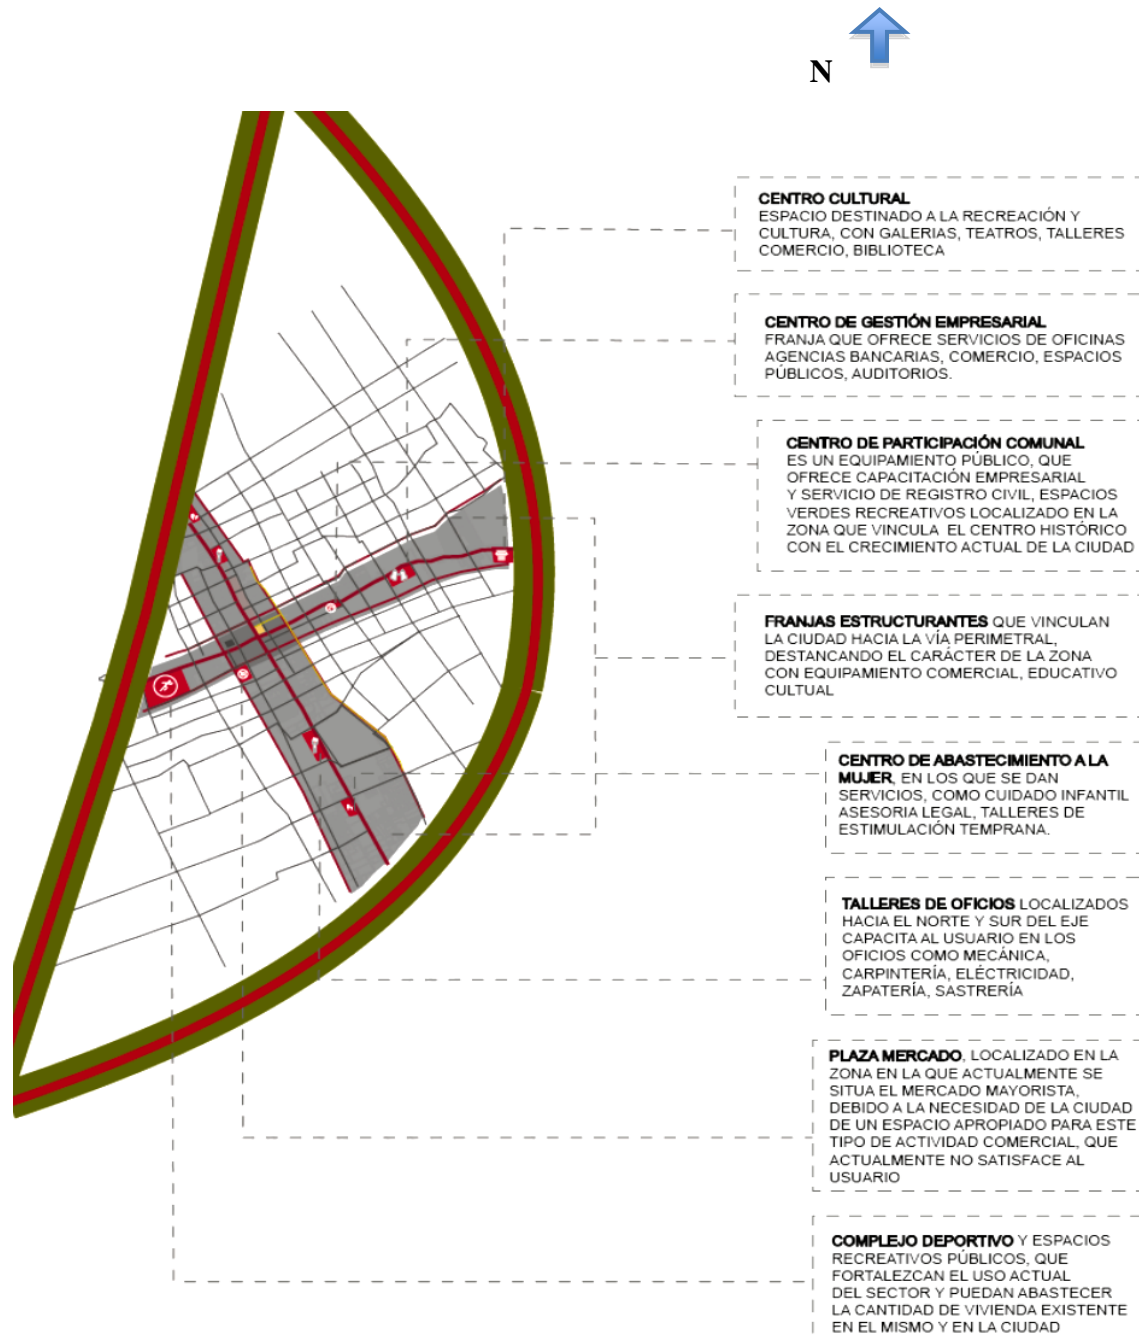 N
CENTRO CULTURAL
ESPACIO DESTINADO A LA RECREACIÓN Y
CULTURA, CON GALERIAS, TEATROS, TALLERES
COMERCIO, BIBLIOTECA
CENTRO DE GESTIÓN EMPRESARIAL
FRANJA QUE OFRECE SERVICIOS DE OFICINAS
AGENCIAS BANCARIAS, COMERCIO, ESPACIOS
PÚBLICOS, AUDITORIOS.
CENTRO DE PARTICIPACIÓN COMUNAL
ES UN EQUIPAMIENTO PÚBLICO, QUE
OFRECE CAPACITACIÓN EMPRESARIAL
Y SERVICIO DE REGISTRO CIVIL, ESPACIOS
VERDES RECREATIVOS LOCALIZADO EN LA
ZONA QUE VINCULA EL CENTRO HISTÓRICO
CON EL CRECIMIENTO ACTUAL DE LA CIUDAD
FRANJAS ESTRUCTURANTES QUE VINCULAN
LA CIUDAD HACIA LA VÍA PERIMETRAL,
DESTANCANDO EL CARÁCTER DE LA ZONA
CON EQUIPAMIENTO COMERCIAL, EDUCATIVO
CULTUAL
CENTRO DE ABASTECIMIENTO A LA
MUJER, EN LOS QUE SE DAN
SERVICIOS, COMO CUIDADO INFANTIL
ASESORIA LEGAL, TALLERES DE
ESTIMULACIÓN TEMPRANA.
TALLERES DE OFICIOS LOCALIZADOS
HACIA EL NORTE Y SUR DEL EJE
CAPACITA AL USUARIO EN LOS
OFICIOS COMO MECÁNICA,
CARPINTERÍA, ELÉCTRICIDAD,
ZAPATERÍA, SASTRERÍA
PLAZA MERCADO, LOCALIZADO EN LA
ZONA EN LA QUE ACTUALMENTE SE
SITUA EL MERCADO MAYORISTA,
DEBIDO A LA NECESIDAD DE LA CIUDAD
DE UN ESPACIO APROPIADO PARA ESTE
TIPO DE ACTIVIDAD COMERCIAL, QUE
ACTUALMENTE NO SATISFACE AL
USUARIO
COMPLEJO DEPORTIVO Y ESPACIOS
RECREATIVOS PÚBLICOS, QUE
FORTALEZCAN EL USO ACTUAL
DEL SECTOR Y PUEDAN ABASTECER
LA CANTIDAD DE VIVIENDA EXISTENTE
EN EL MISMO Y EN LA CIUDAD